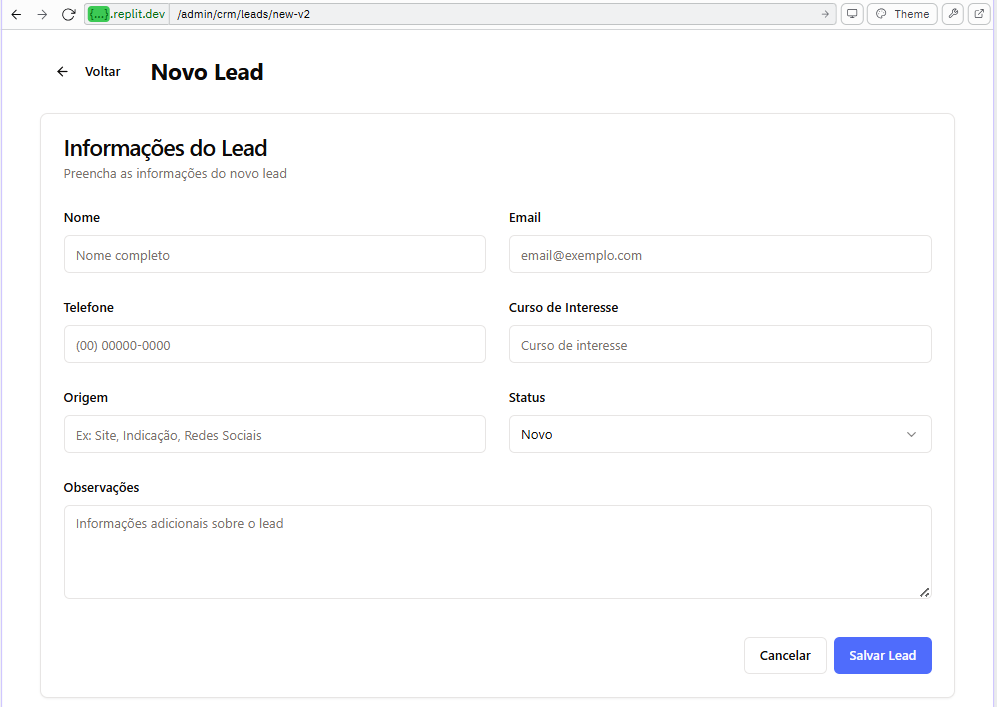 {...}.replit.dev /admin/crm/leads/new-v2 Theme
Voltar Novo Lead
Informações do Lead
Preencha as informações do novo lead
Nome Email
Nome completo email@exemplo.com
Telefone Curso de Interesse
(00) 00000-0000 Curso de interesse
Origem Status
Ex: Site, Indicação, Redes Sociais Novo
Observações
Informações adicionais sobre o lead
Cancelar Salvar Lead